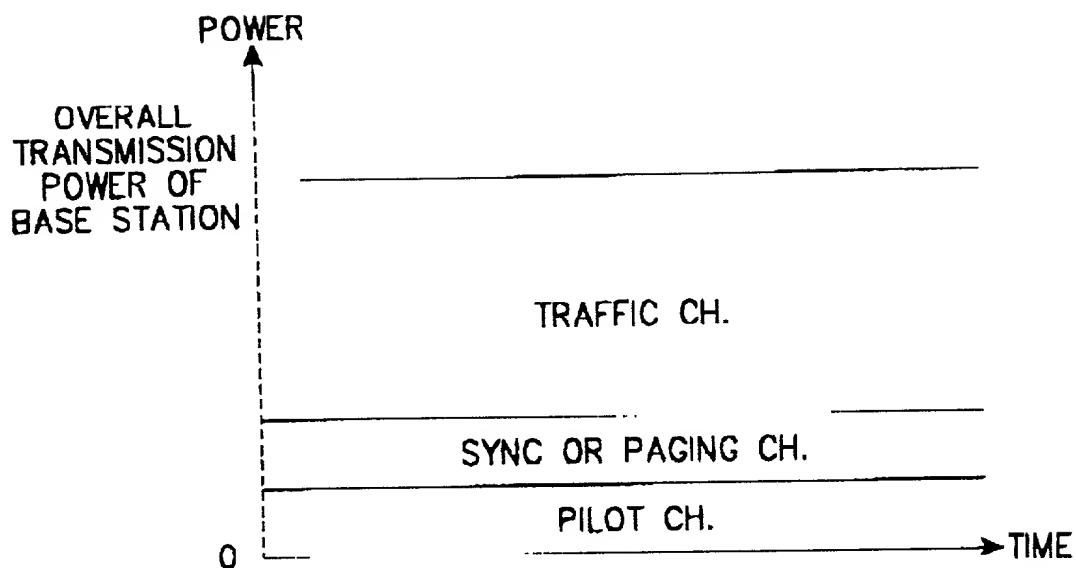 POWER
OVERALL
TRANSMISSION
POWER OF
BASE STATION
TRAFFIC CH.
SYNC OR PAGING CH.
PILOT CH.
0
TIME